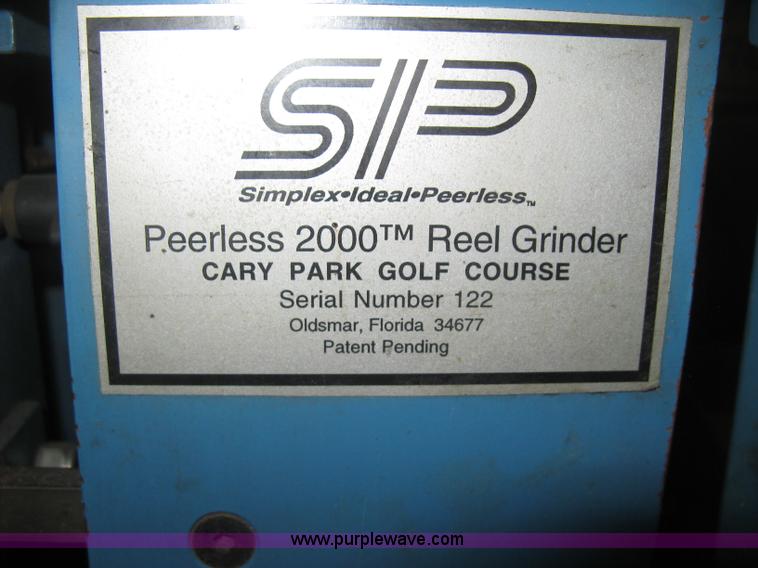 SIP
Simplex•Ideal•Peerless™
Peerless 2000™ Reel Grinder
CARY PARK GOLF COURSE
Serial Number 122
Oldsmar, Florida 34677
Patent Pending
www.purplewave.com